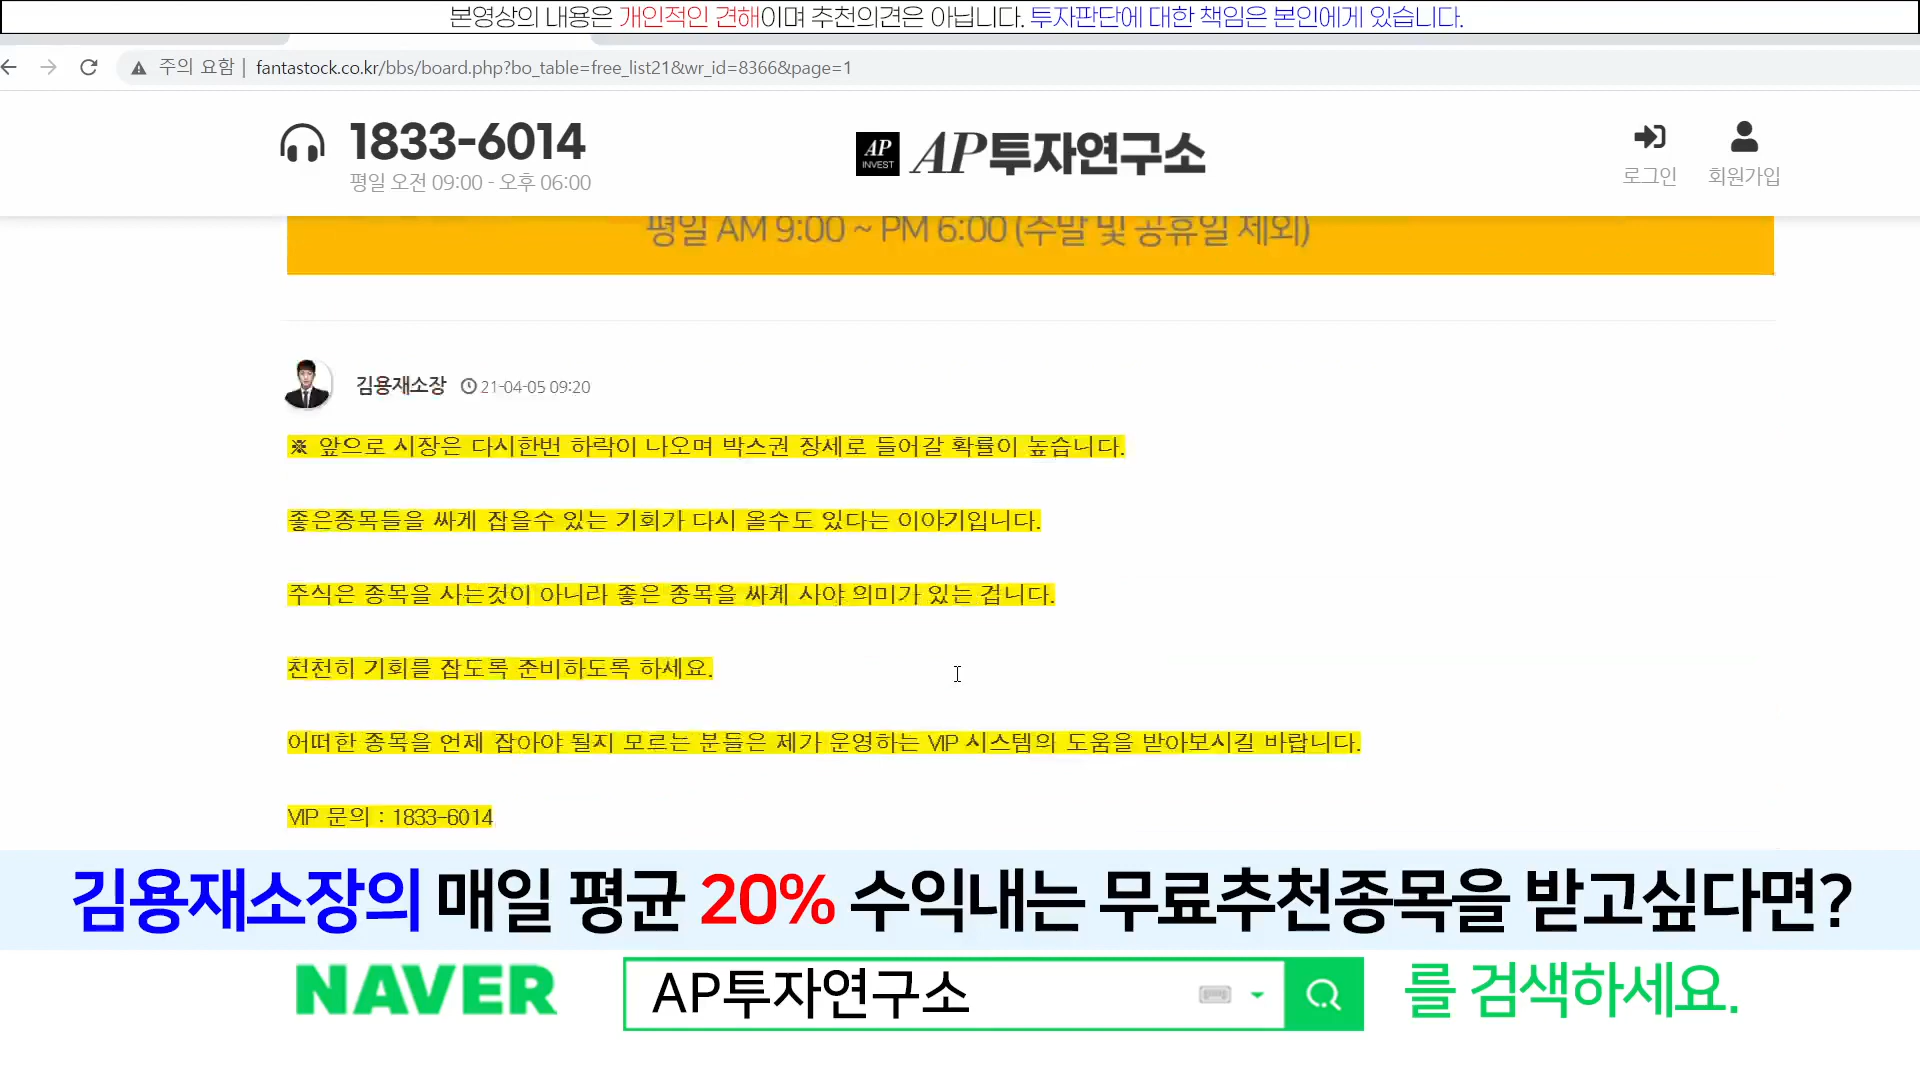 본영상의 내용은 개인적인 견해이며 추천의견은 아닙니다. 투자판단에 대한 책임은 본인에게 있습니다.
주의 요함 | fantastock.co.kr/bbs/board.php?bo_table=free_list21&wr_id=8366&page=1
1833-6014
평일 오전 09:00 - 오후 06:00
AP
INVEST
AP투자연구소
로그인
회원가입
평일 AM 9:00 ~ PM 6:00 (주말 및 공휴일 제외)
김용재소장 21-04-05 09:20
※ 앞으로 시장은 다시한번 하락이 나오며 박스권 장세로 들어갈 확률이 높습니다.
좋은종목들을 싸게 잡을수 있는 기회가 다시 올수도 있다는 이야기입니다.
주식은 종목을 사는것이 아니라 좋은 종목을 싸게 사야 의미가 있는 겁니다.
천천히 기회를 잡도록 준비하도록 하세요.
어떠한 종목을 언제 잡아야 될지 모르는 분들은 제가 운영하는 VIP 시스템의 도움을 받아보시길 바랍니다.
VIP 문의 : 1833-6014
김용재소장의 매일 평균 20% 수익내는 무료추천종목을 받고싶다면?
NAVER AP투자연구소 를 검색하세요.